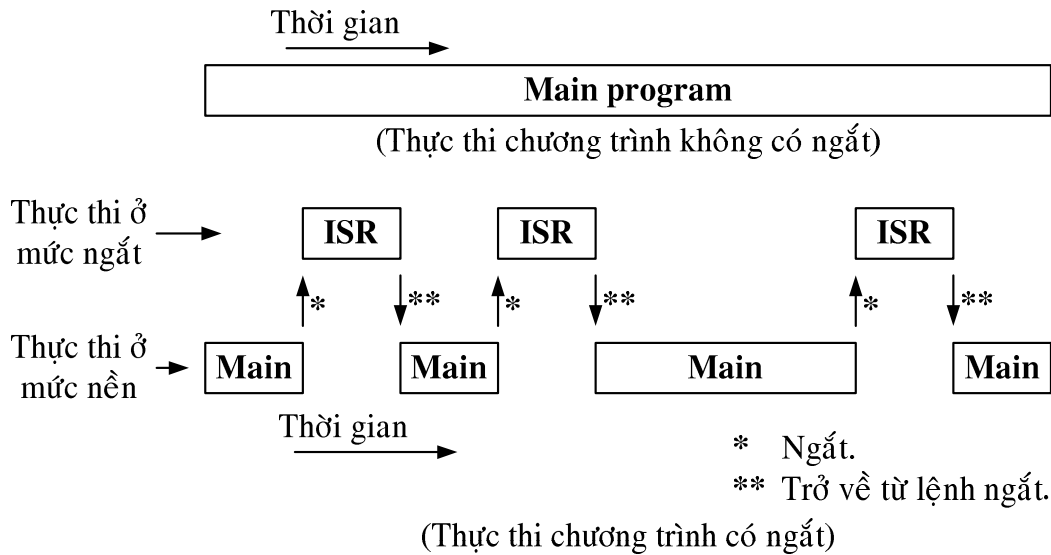 Thời gian
Main program
(Thực thi chương trình không có ngắt)
Thực thi ở
mức ngắt
ISR
ISR
ISR
*
**
*
**
*
**
Thực thi ở
mức nền
Main
Main
Main
Main
Thời gian
* Ngắt.
** Trở về từ lệnh ngắt.
(Thực thi chương trình có ngắt)